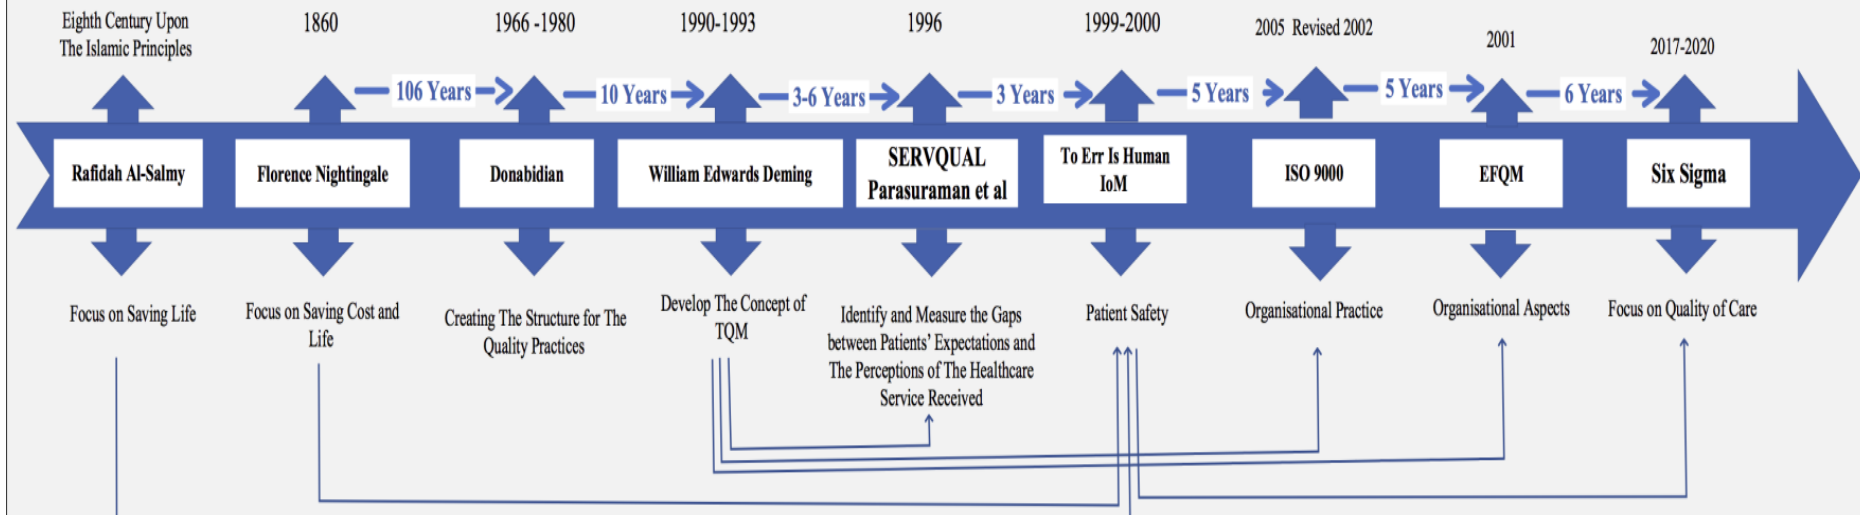 Eighth Century Upon
The Islamic Principles
1860
1966 -1980
1990-1993
1996
1999-2000
2005 Revised 2002
2001
2017-2020
106 Years
10 Years
3-6 Years
3 Years
5 Years
5 Years
6 Years
Rafidah Al-Salmy
Florence Nightingale
Donabidian
William Edwards Deming
SERVQUAL
Parasuraman et al
To Err Is Human
IoM
ISO 9000
EFQM
Six Sigma
Focus on Saving Life
Focus on Saving Cost and
Life
Creating The Structure for The
Quality Practices
Develop The Concept of
TQM
Identify and Measure the Gaps
between Patients' Expectations and
The Perceptions of The Healthcare
Service Received
Patient Safety
Organisational Practice
Organisational Aspects
Focus on Quality of Care